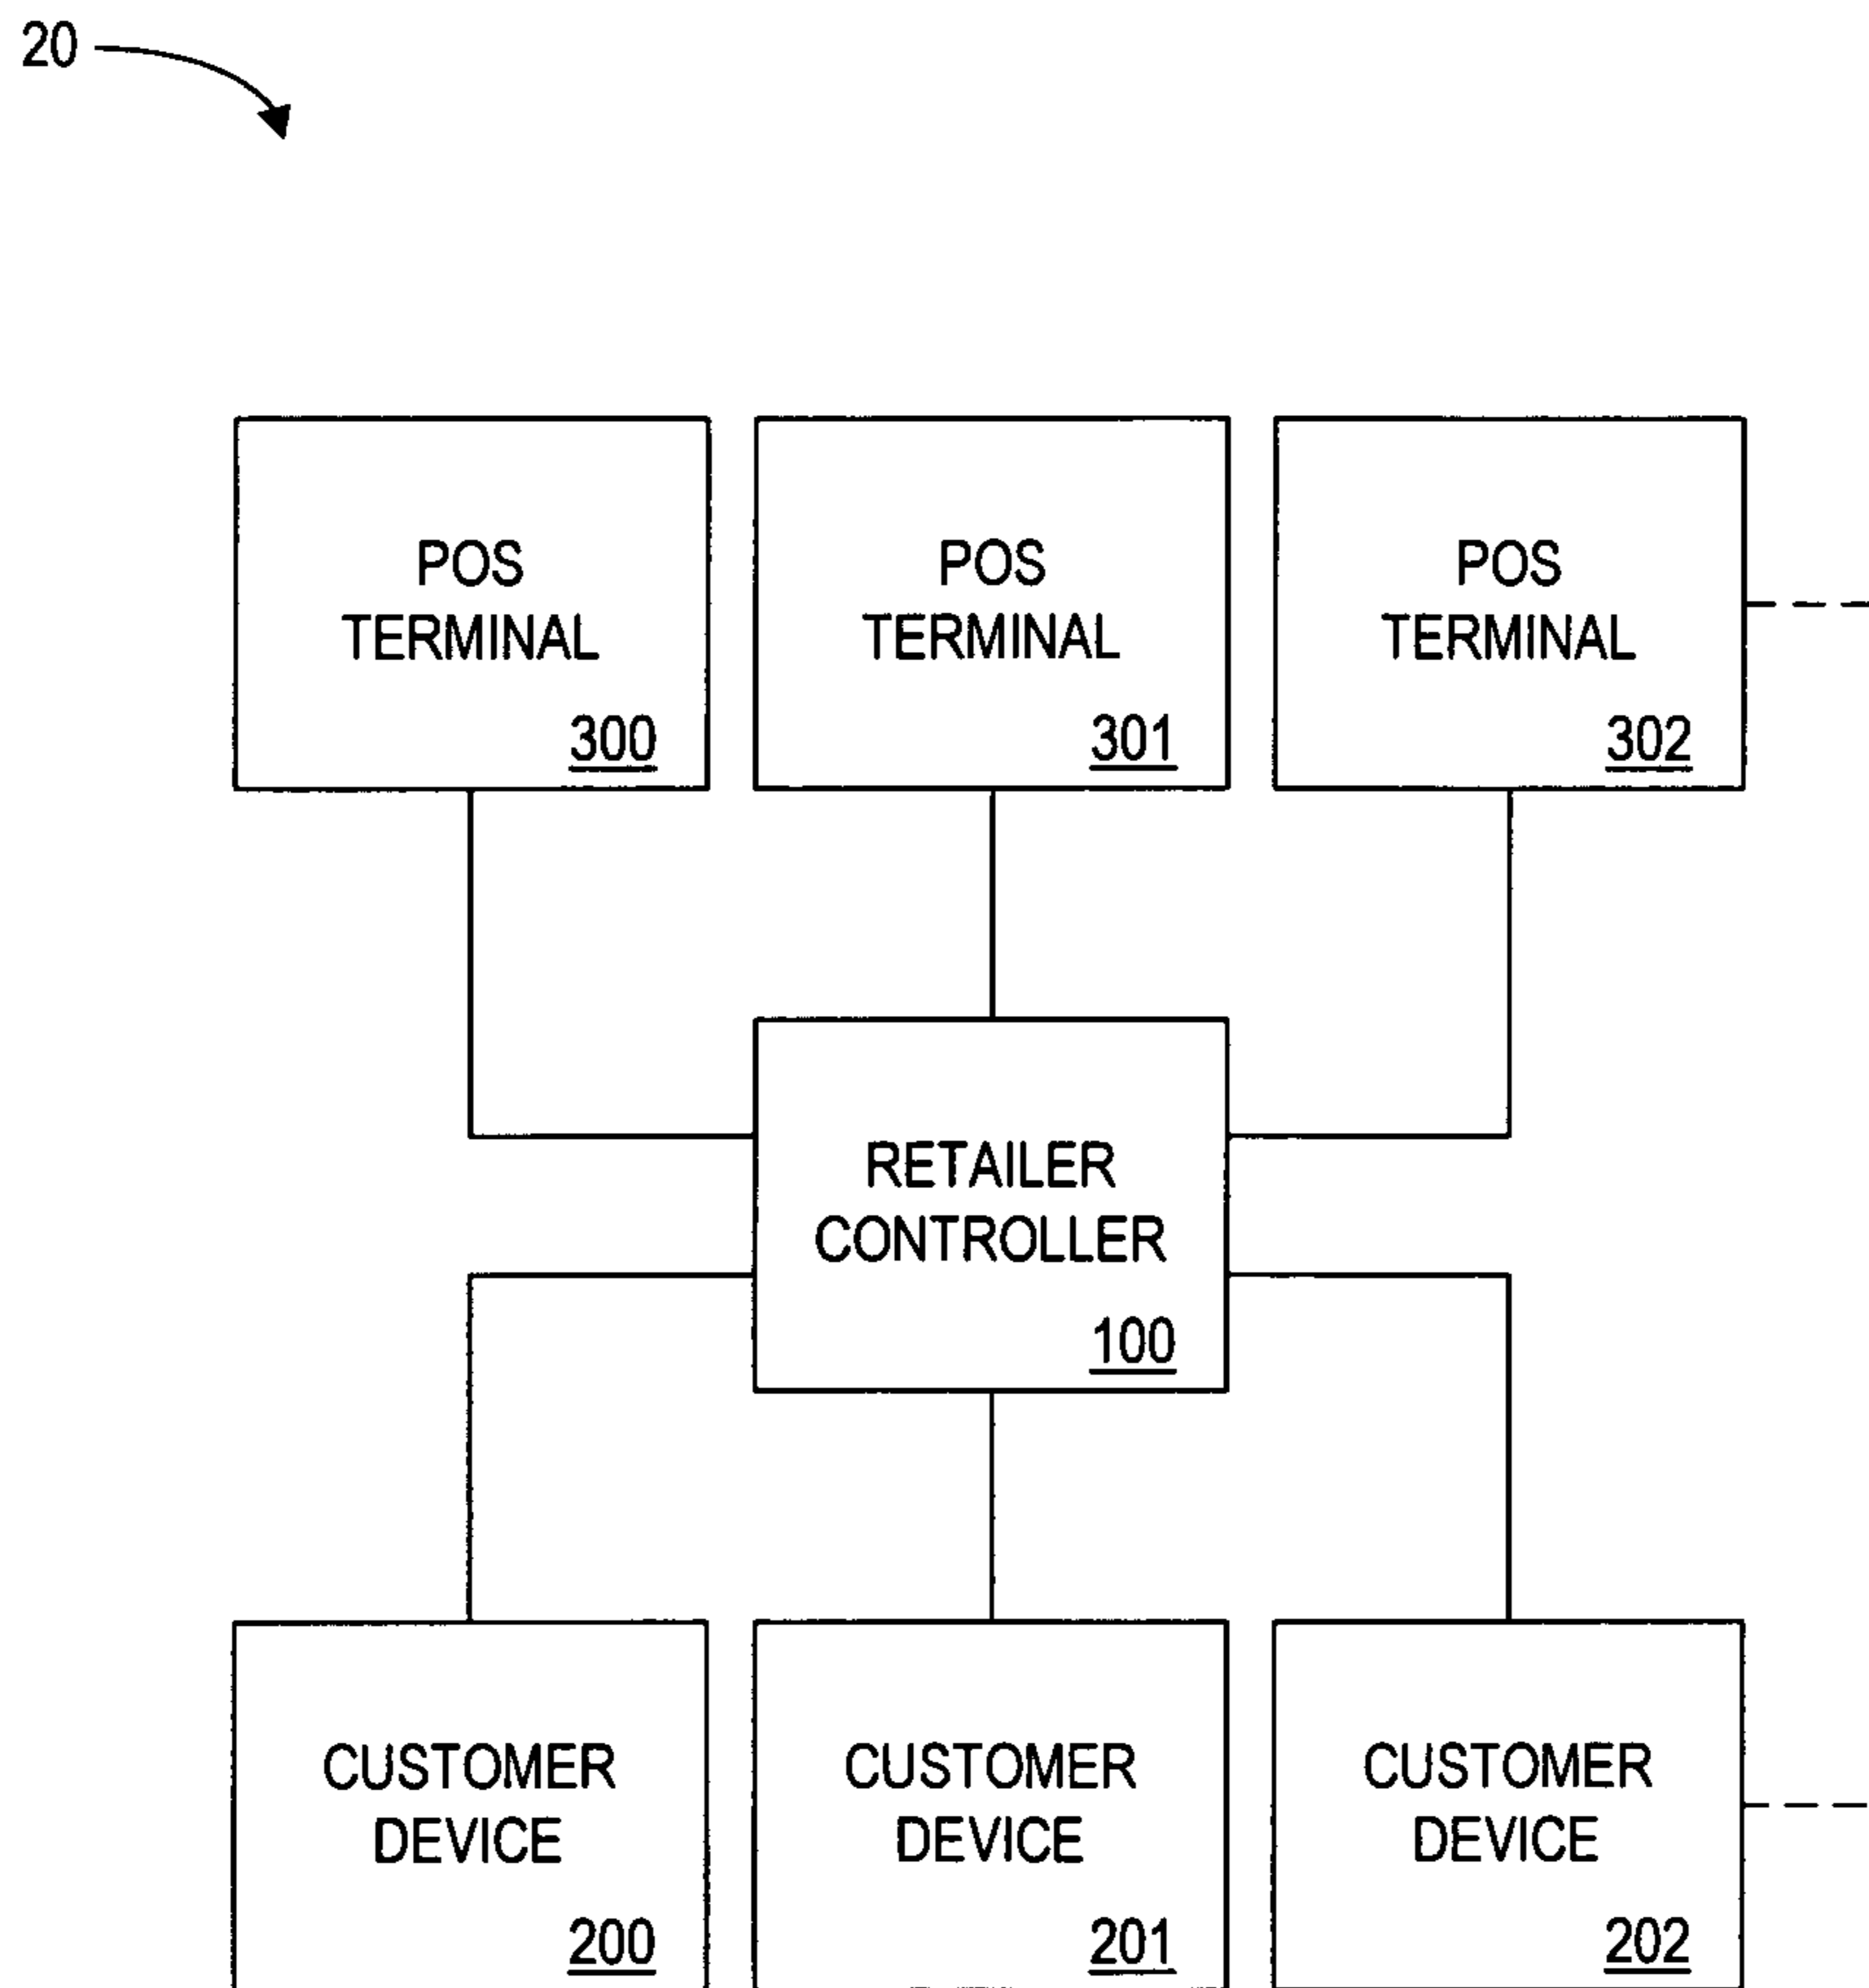 20
POS
TERMINAL
300
POS
TERMINAL
301
POS
TERMINAL
302
RETAILER
CONTROLLER
100
CUSTOMER
DEVICE
200
CUSTOMER
DEVICE
201
CUSTOMER
DEVICE
202